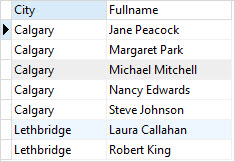 City Fullname
Calgary Jane Peacock
Calgary Margaret Park
Calgary Michael Mitchell
Calgary Nancy Edwards
Calgary Steve Johnson
Lethbridge Laura Callahan
Lethbridge Robert King